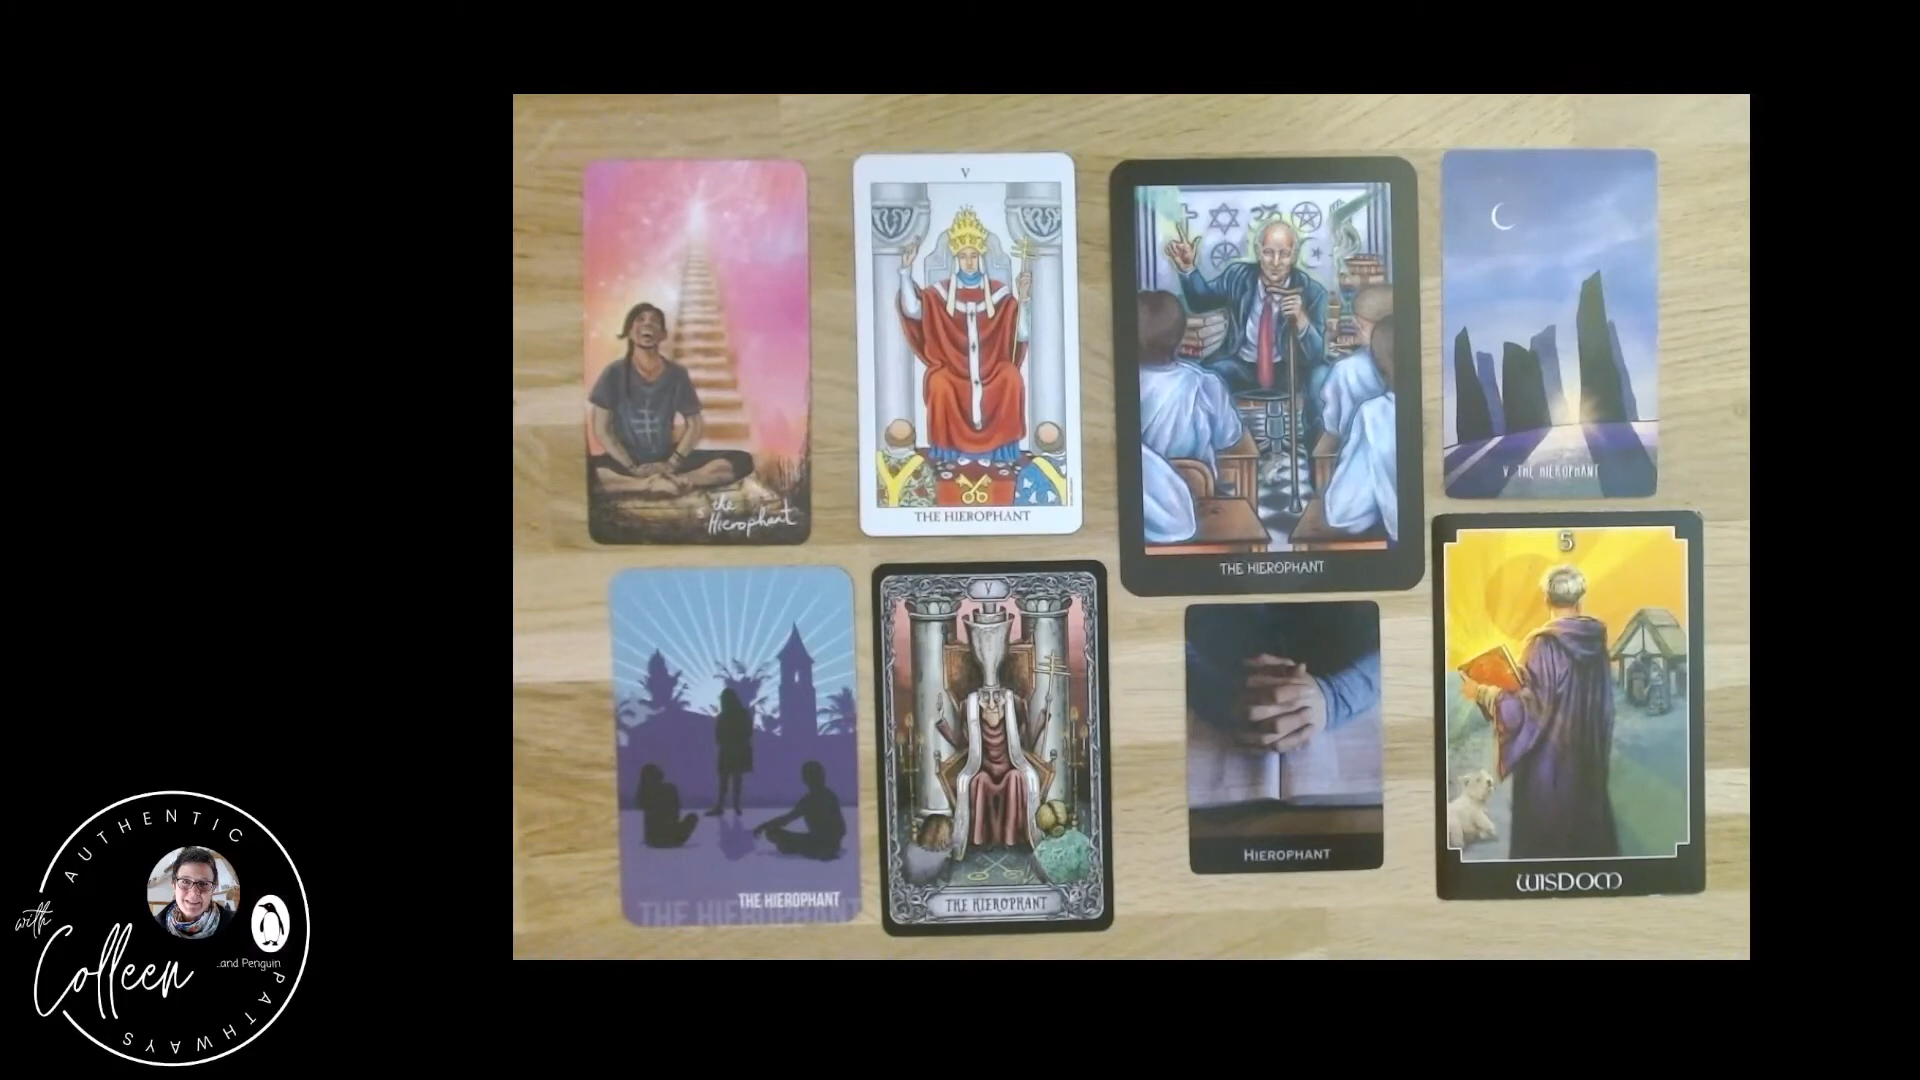 the
5 Hierophant
V
THE HIEROPHANT
THE HIEROPHANT
V THE HIEROPHANT
THE HIEROPHANT
THE HIEROPHANT
V
THE HIEROPHANT
HIEROPHANT
5
WISDOM
AUTHENTIC
with
Colleen
...and Penguin
PATHWAYS